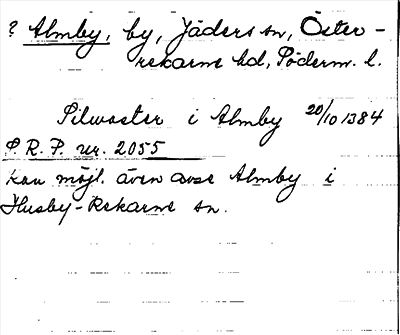 ? Almby, by, Jäders sn, Öster-
rekarne hd, Söderm. l.
Pilwaster i Almby 20/10 1384
S. R. P. nr. 2055
Kan möjl. även avse Almby i
Husby-Rekarne sn.